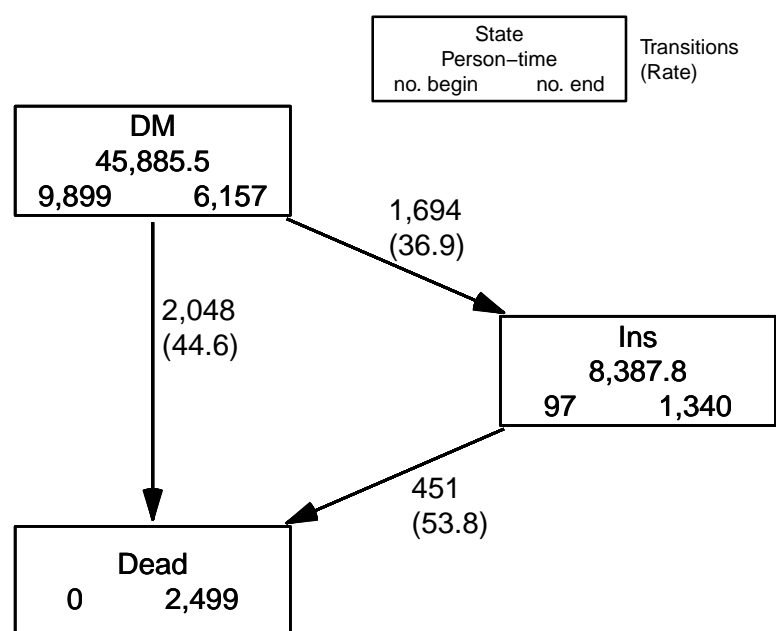 State
Person−time
no. begin no. end
Transitions
(Rate)
DM
45,885.5
9,899 6,157
1,694
(36.9)
2,048
(44.6)
Ins
8,387.8
97 1,340
451
(53.8)
Dead
0 2,499